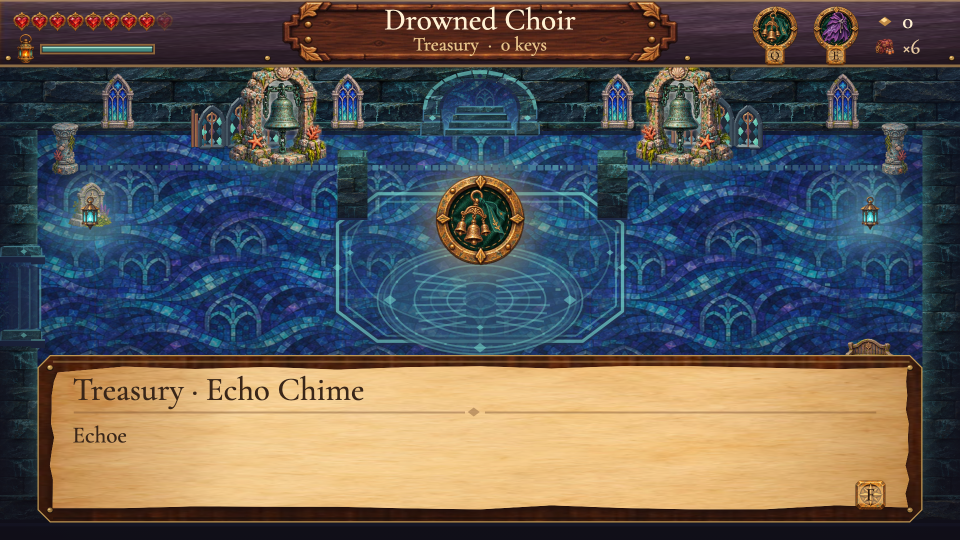 Drowned Choir
Treasury · 0 keys
Q
E
0
×6
Treasury · Echo Chime
Echoe
F